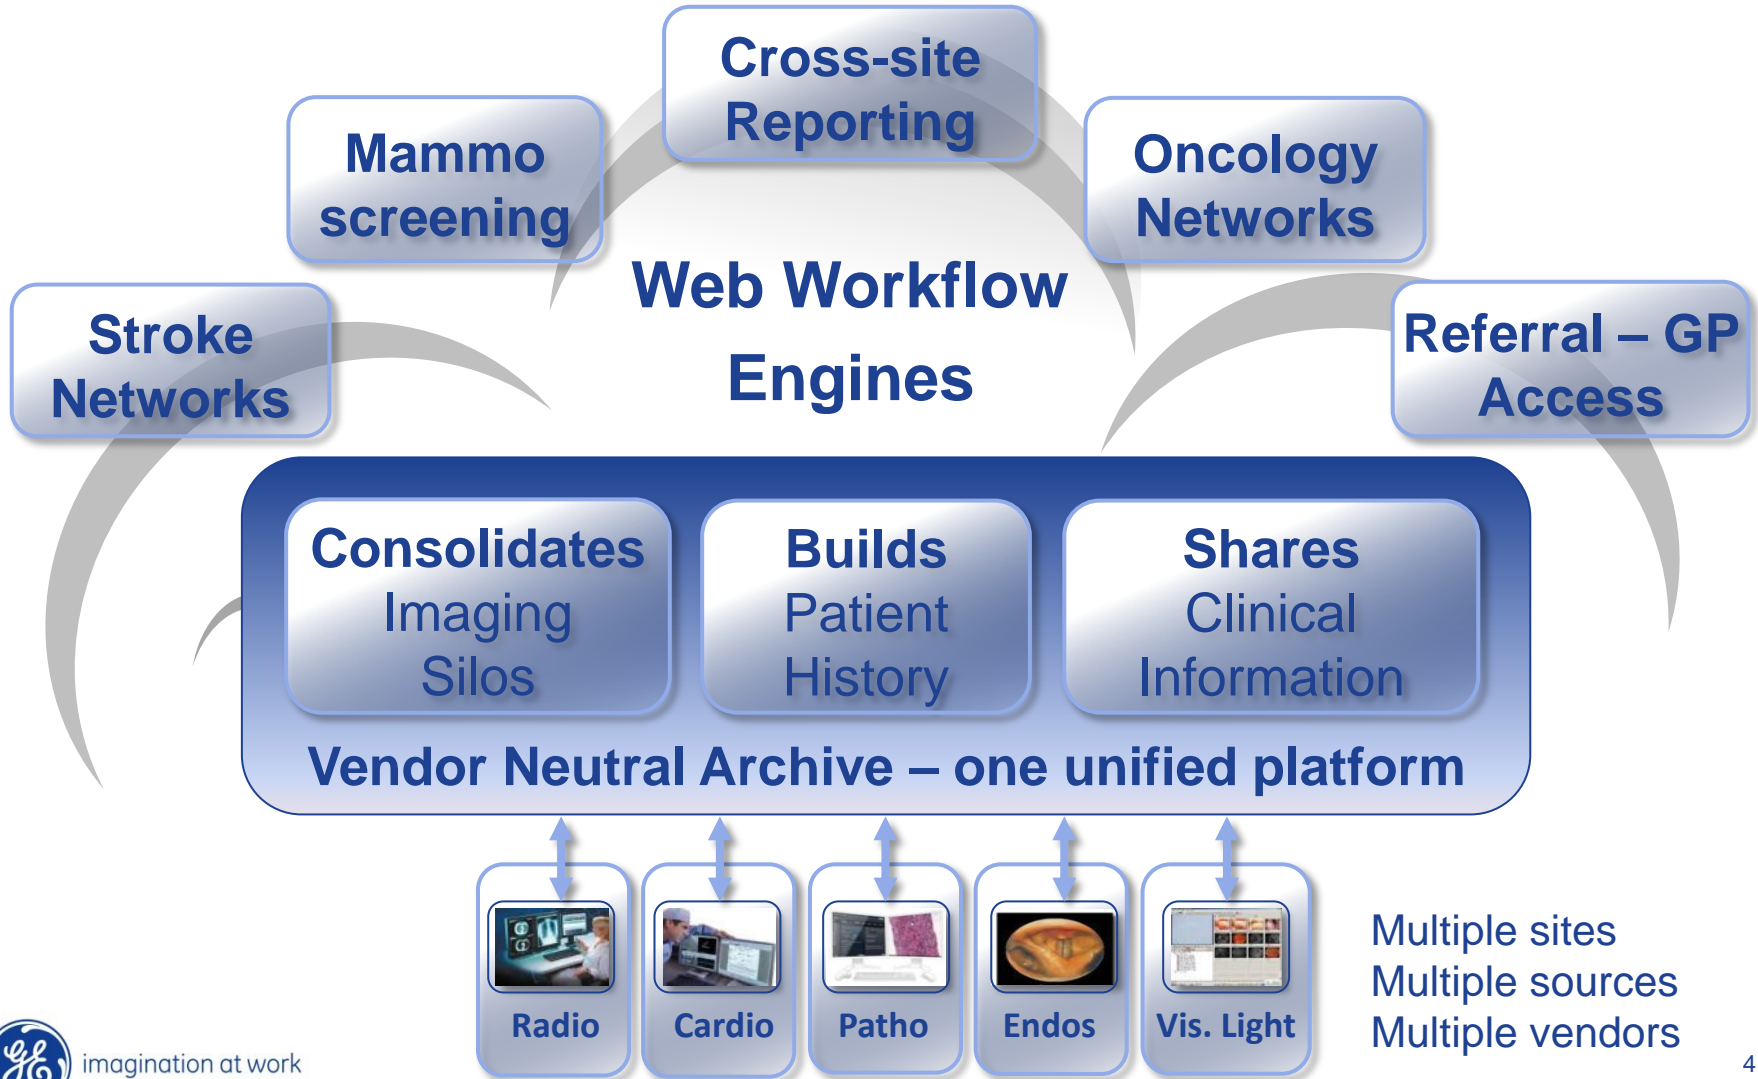 Cross-site
Reporting
Mammo
screening
Oncology
Networks
Stroke
Networks
Web Workflow
Engines
Referral – GP
Access
Consolidates
Imaging
Silos
Builds
Patient
History
Shares
Clinical
Information
Vendor Neutral Archive – one unified platform
Radio
Cardio
Patho
Endos
Vis. Light
Multiple sites
Multiple sources
Multiple vendors
GE
imagination at work
4